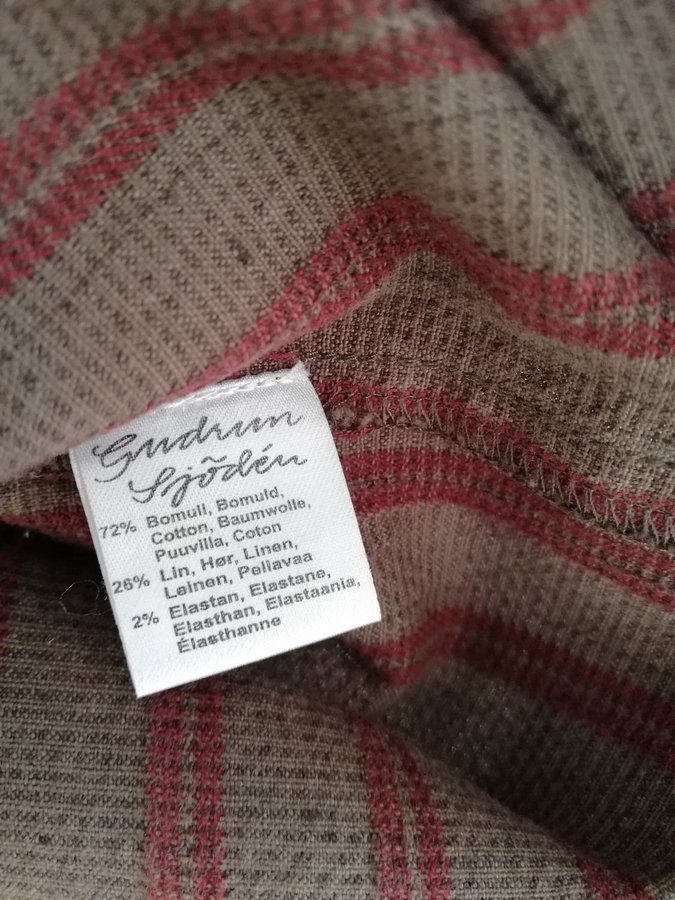 Gudrun
Sjödén
72% Bomull, Bomuld,
Cotton, Baumwolle,
Puuvilla, Coton
26% Lin, Hør, Linen,
Leinen, Pellavaa
2% Elastan, Elastane,
Elasthan, Elastaania,
Élasthanne